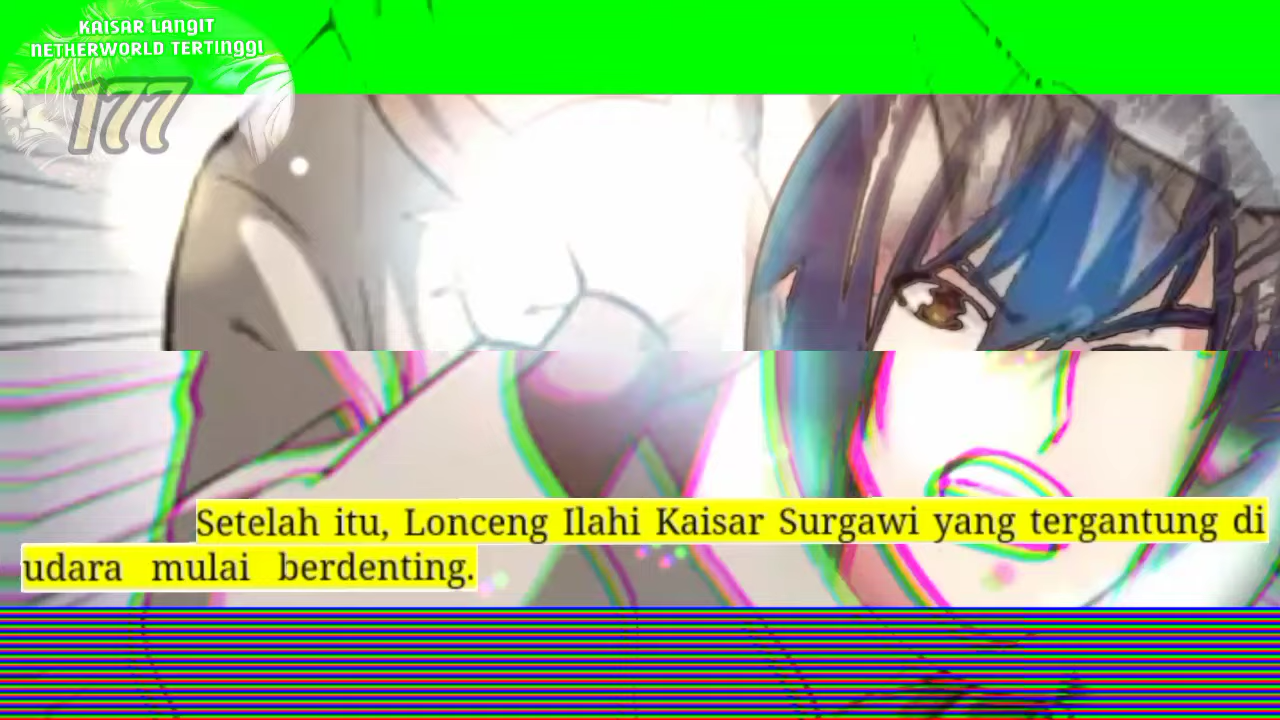 KAISAR LANGIT
NETHERWORLD TERTINGGI
177
Setelah itu, Lonceng Ilahi Kaisar Surgawi yang tergantung di
udara mulai berdenting.